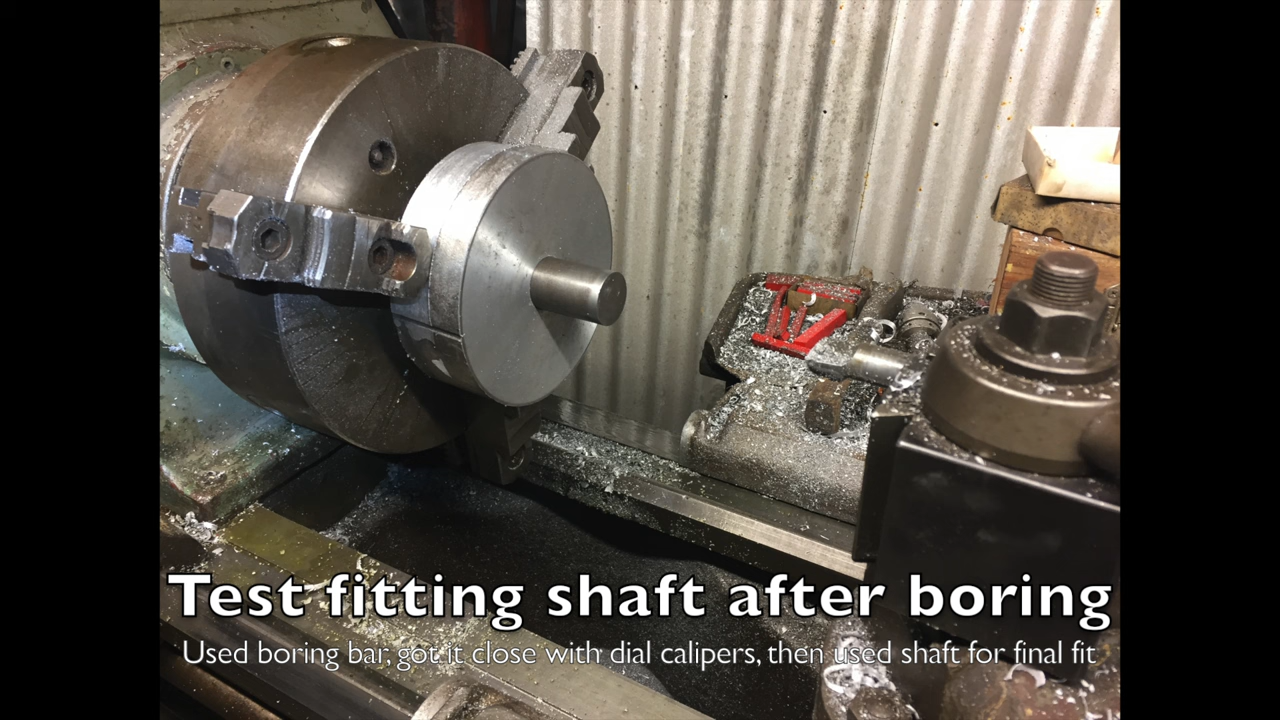 Test fitting shaft after boring
Used boring bar, got it close with dial calipers, then used shaft for final fit